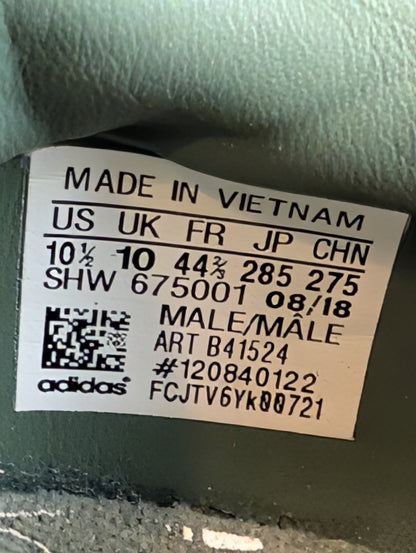 MADE IN VIETNAM
US UK FR JP CHN
10½ 10 44⅔ 285 275
SHW 675001 08/18
MALE/MÂLE
ART B41524
#120840122
FCJTV6Yk00721
adidas